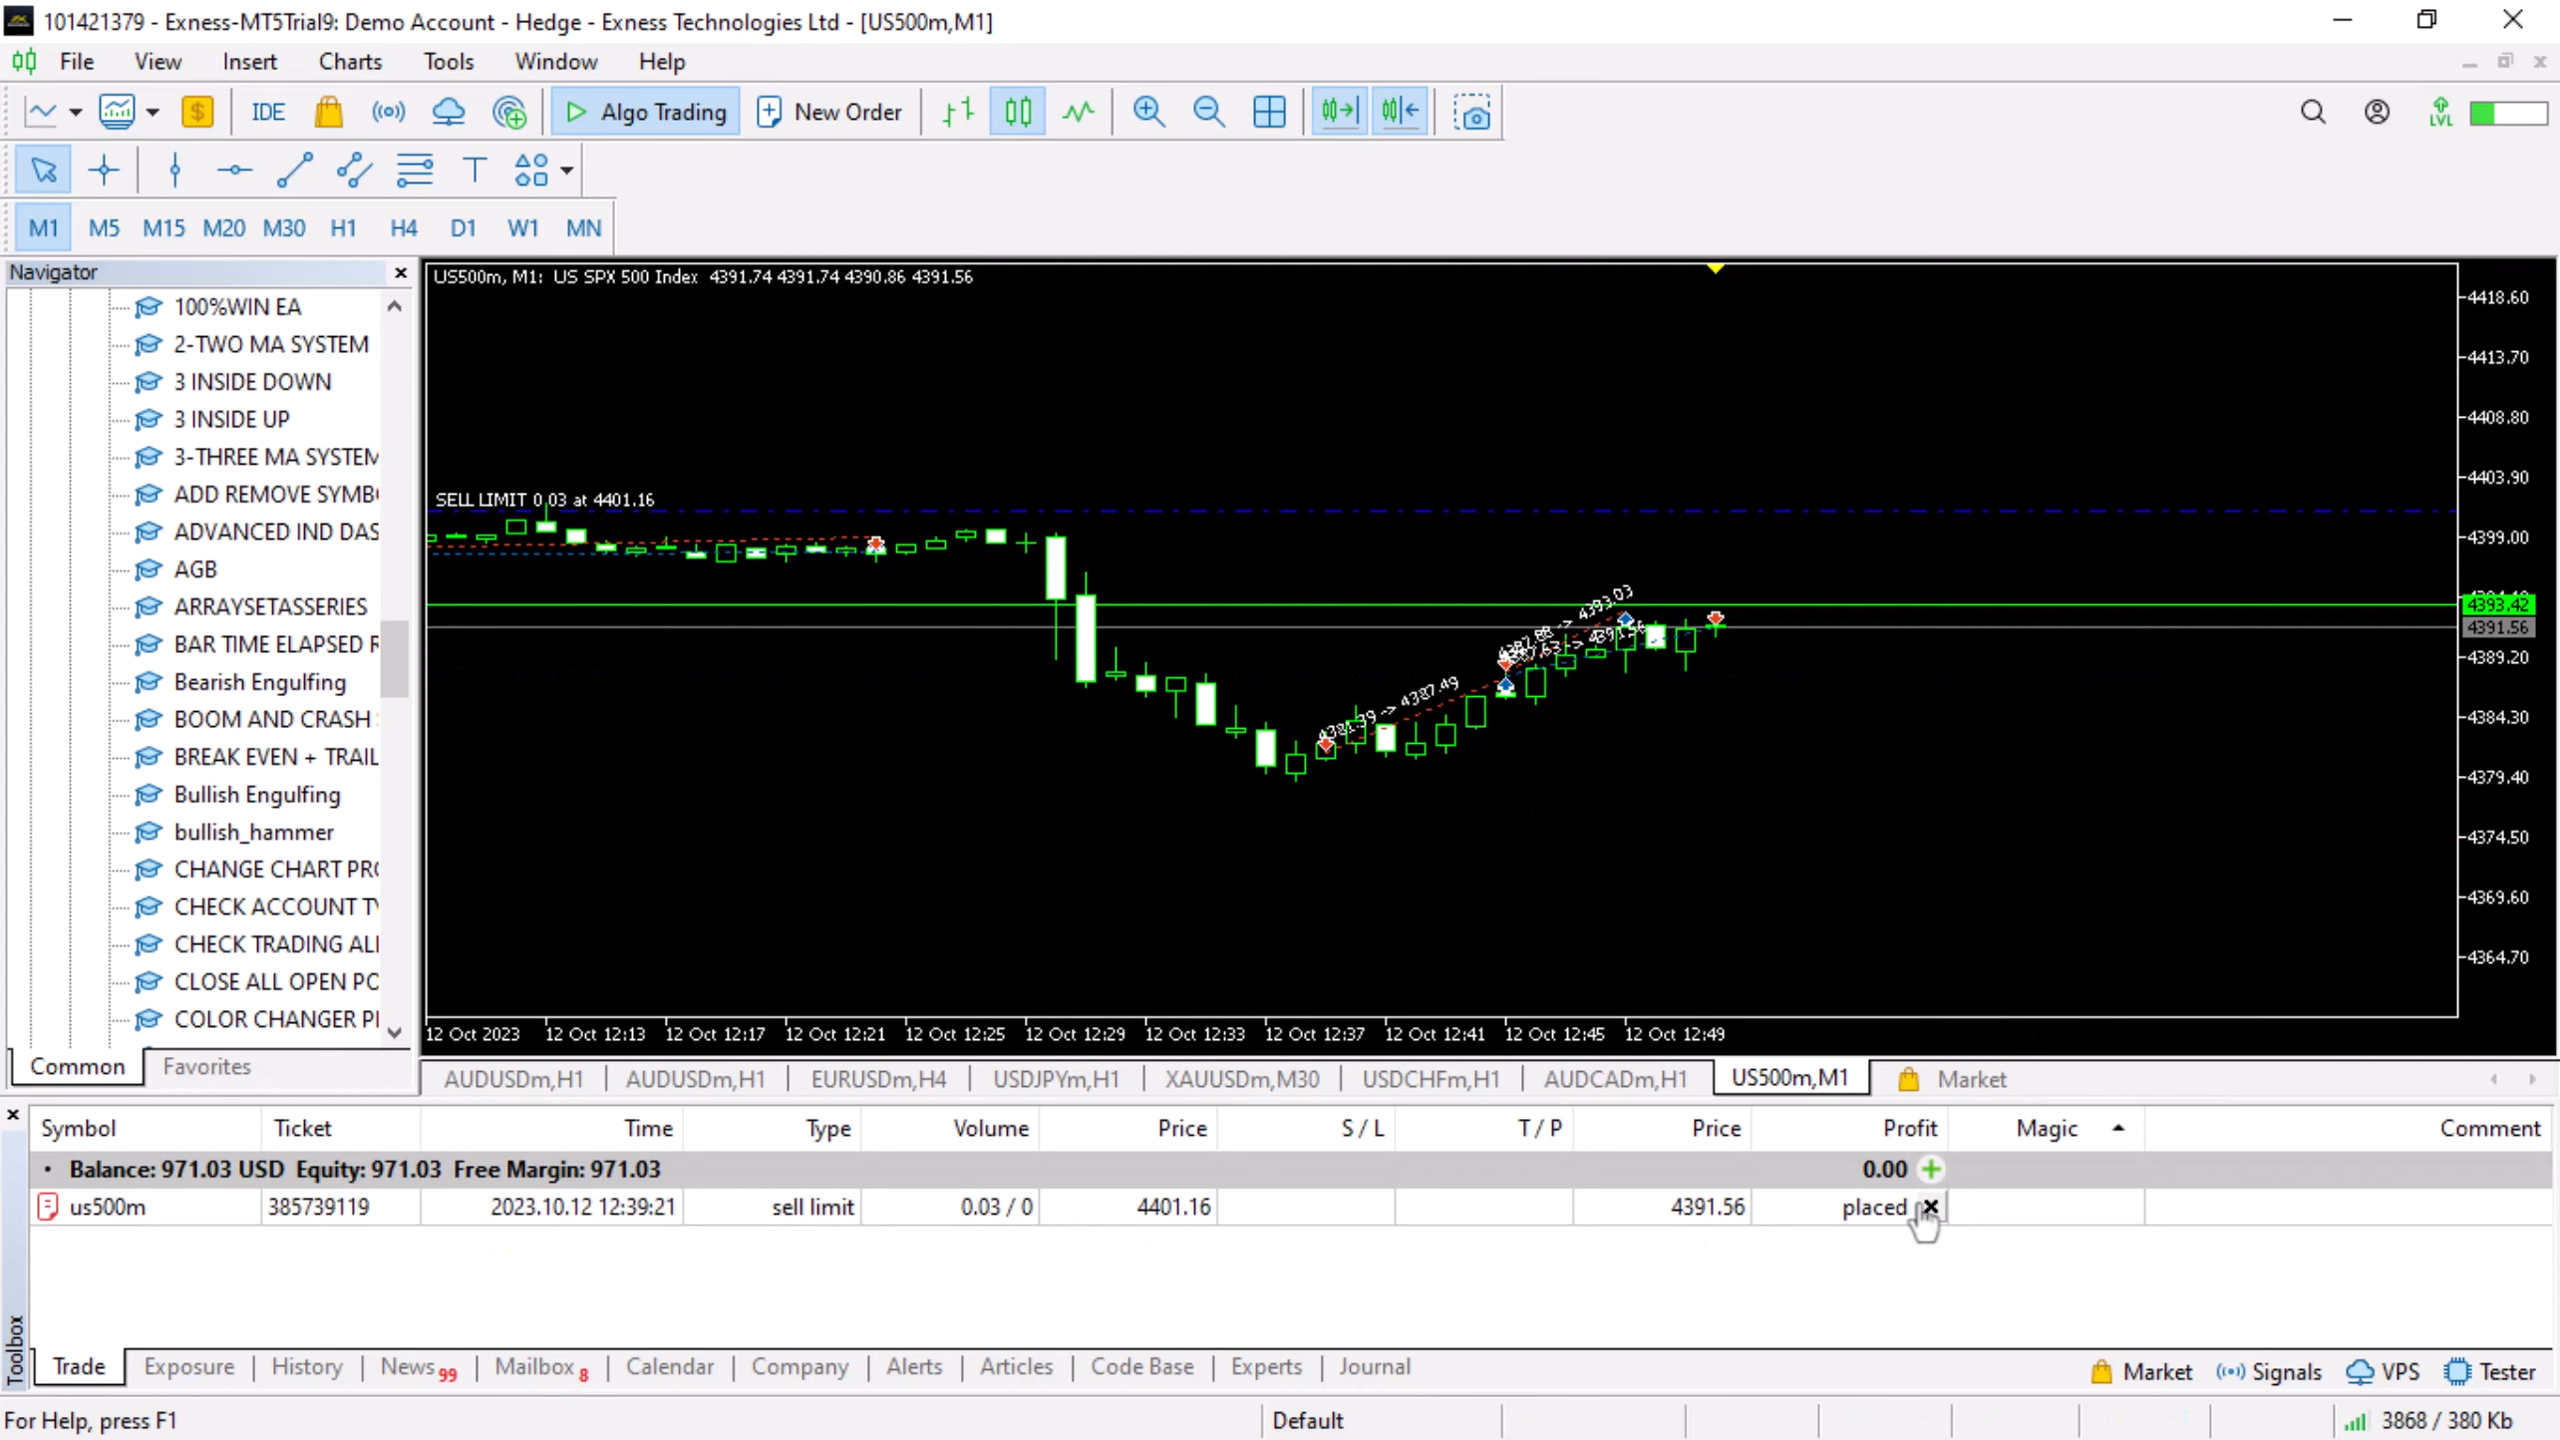 101421379 - Exness-MT5Trial9: Demo Account - Hedge - Exness Technologies Ltd - [US500m,M1]
File View Insert Charts Tools Window Help
IDE Algo Trading New Order LVL
T
M1 M5 M15 M20 M30 H1 H4 D1 W1 MN
Navigator
100%WIN EA
2-TWO MA SYSTEM
3 INSIDE DOWN
3 INSIDE UP
3-THREE MA SYSTEM
ADD REMOVE SYMB
ADVANCED IND DAS
AGB
ARRAYSETASSERIES
BAR TIME ELAPSED R
Bearish Engulfing
BOOM AND CRASH
BREAK EVEN + TRAIL
Bullish Engulfing
bullish_hammer
CHANGE CHART PR
CHECK ACCOUNT TY
CHECK TRADING ALL
CLOSE ALL OPEN PO
COLOR CHANGER P
Common Favorites
US500m, M1: US SPX 500 Index 4391.74 4391.74 4390.86 4391.56
SELL LIMIT 0.03 at 4401.16
4381.39 -> 4387.49
4387.88 -> 4393.03
4387.63 -> 4391.56
4418.60
4413.70
4408.80
4403.90
4399.00
4393.42
4391.56
4389.20
4384.30
4379.40
4374.50
4369.60
4364.70
12 Oct 2023 12 Oct 12:13 12 Oct 12:17 12 Oct 12:21 12 Oct 12:25 12 Oct 12:29 12 Oct 12:33 12 Oct 12:37 12 Oct 12:41 12 Oct 12:45 12 Oct 12:49
AUDUSDm,H1 AUDUSDm,H1 EURUSDm,H4 USDJPYm,H1 XAUUSDm,M30 USDCHFm,H1 AUDCADm,H1 US500m,M1 Market
Symbol Ticket Time Type Volume Price S / L T / P Price Profit Magic Comment
Balance: 971.03 USD Equity: 971.03 Free Margin: 971.03 0.00
us500m 385739119 2023.10.12 12:39:21 sell limit 0.03 / 0 4401.16 4391.56 placed
Toolbox
Trade Exposure History News 99 Mailbox 8 Calendar Company Alerts Articles Code Base Experts Journal Market Signals VPS Tester
For Help, press F1 Default 3868 / 380 Kb